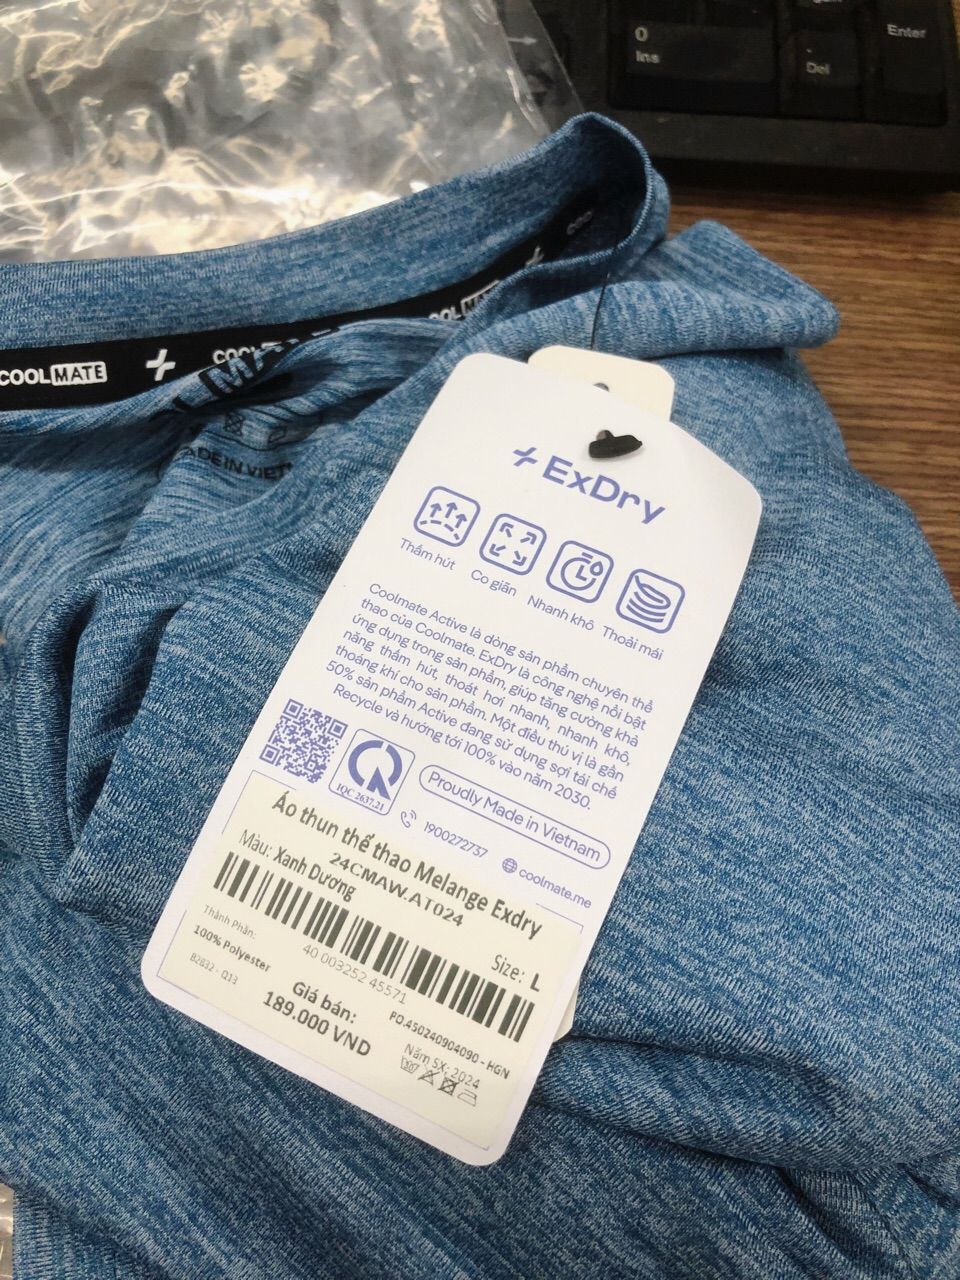 0
Ins
.
Del
Enter
COOLMATE
MADE IN VIET
+ExDry
Thấm hút
Co giãn
Nhanh khô
Thoải mái
Coolmate Active là dòng sản phẩm chuyên thể
thao của Coolmate. ExDry là công nghệ nổi bật
ứng dụng trong sản phẩm, giúp tăng cường khả
năng thấm hút, thoát hơi nhanh, nhanh khô,
thoáng khí cho sản phẩm. Một điều thú vị là gần
50% sản phẩm Active đang sử dụng sợi tái chế
Recycle và hướng tới 100% vào năm 2030.
IQC 2637.21
Proudly Made in Vietnam
1900272737
coolmate.me
Áo thun thể thao Melange Exdry
24CMAW.AT024
Màu: Xanh Dương
Size: L
40 003252 45571
Thành Phần:
100% Polyester
B2832 - Q13
Giá bán:
189.000 VND
PO.450240904090 - HGN
Năm SX: 2024